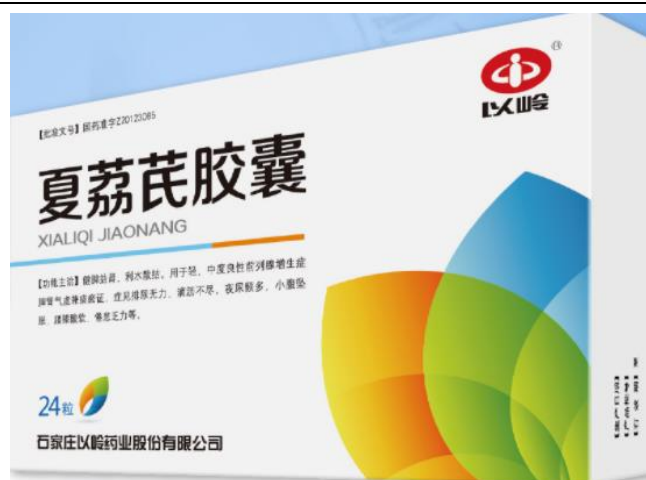 以岭
®
【批准文号】国药准字Z20123085
夏荔芪胶囊
XIALIQI JIAONANG
【功能主治】健脾益肾，利水散结。用于轻、中度良性前列腺增生症
脾肾气虚痰瘀证，症见排尿无力，滴沥不尽，夜尿频多，小腹坠
胀，腰膝酸软，倦怠乏力等。
24粒
石家庄以岭药业股份有限公司